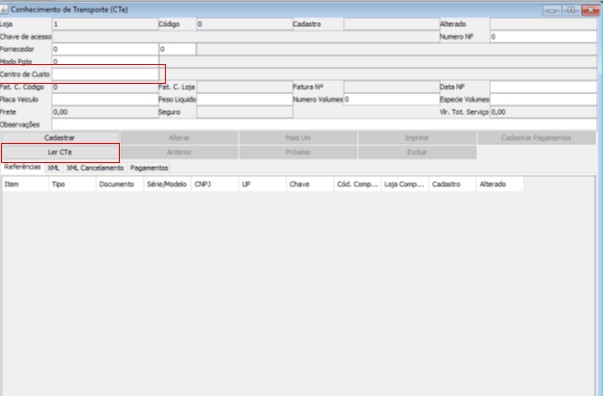 Conhecimento de Transporte (CTe)
Loja 1 Código 0 Cadastro Alterado
Chave de acesso Numero NF 0
Fornecedor 0 0
Modo Pgto 0
Centro de Custo
Fat. C. Código 0 Fat. C. Loja Fatura Nº Data NF
Placa Veiculo Peso Liquido Numero Volumes 0 Especie Volumes
Frete 0,00 Seguro Vlr. Tot. Serviço 0,00
Observações
Cadastrar Alterar Mais Um Imprimir Cadastrar Pagamentos
Ler CTe Anterior Próximo Excluir
Referências XML XML Cancelamento Pagamentos
Item Tipo Documento Série/Modelo CNPJ UF Chave Cód. Comp... Loja Comp... Cadastro Alterado